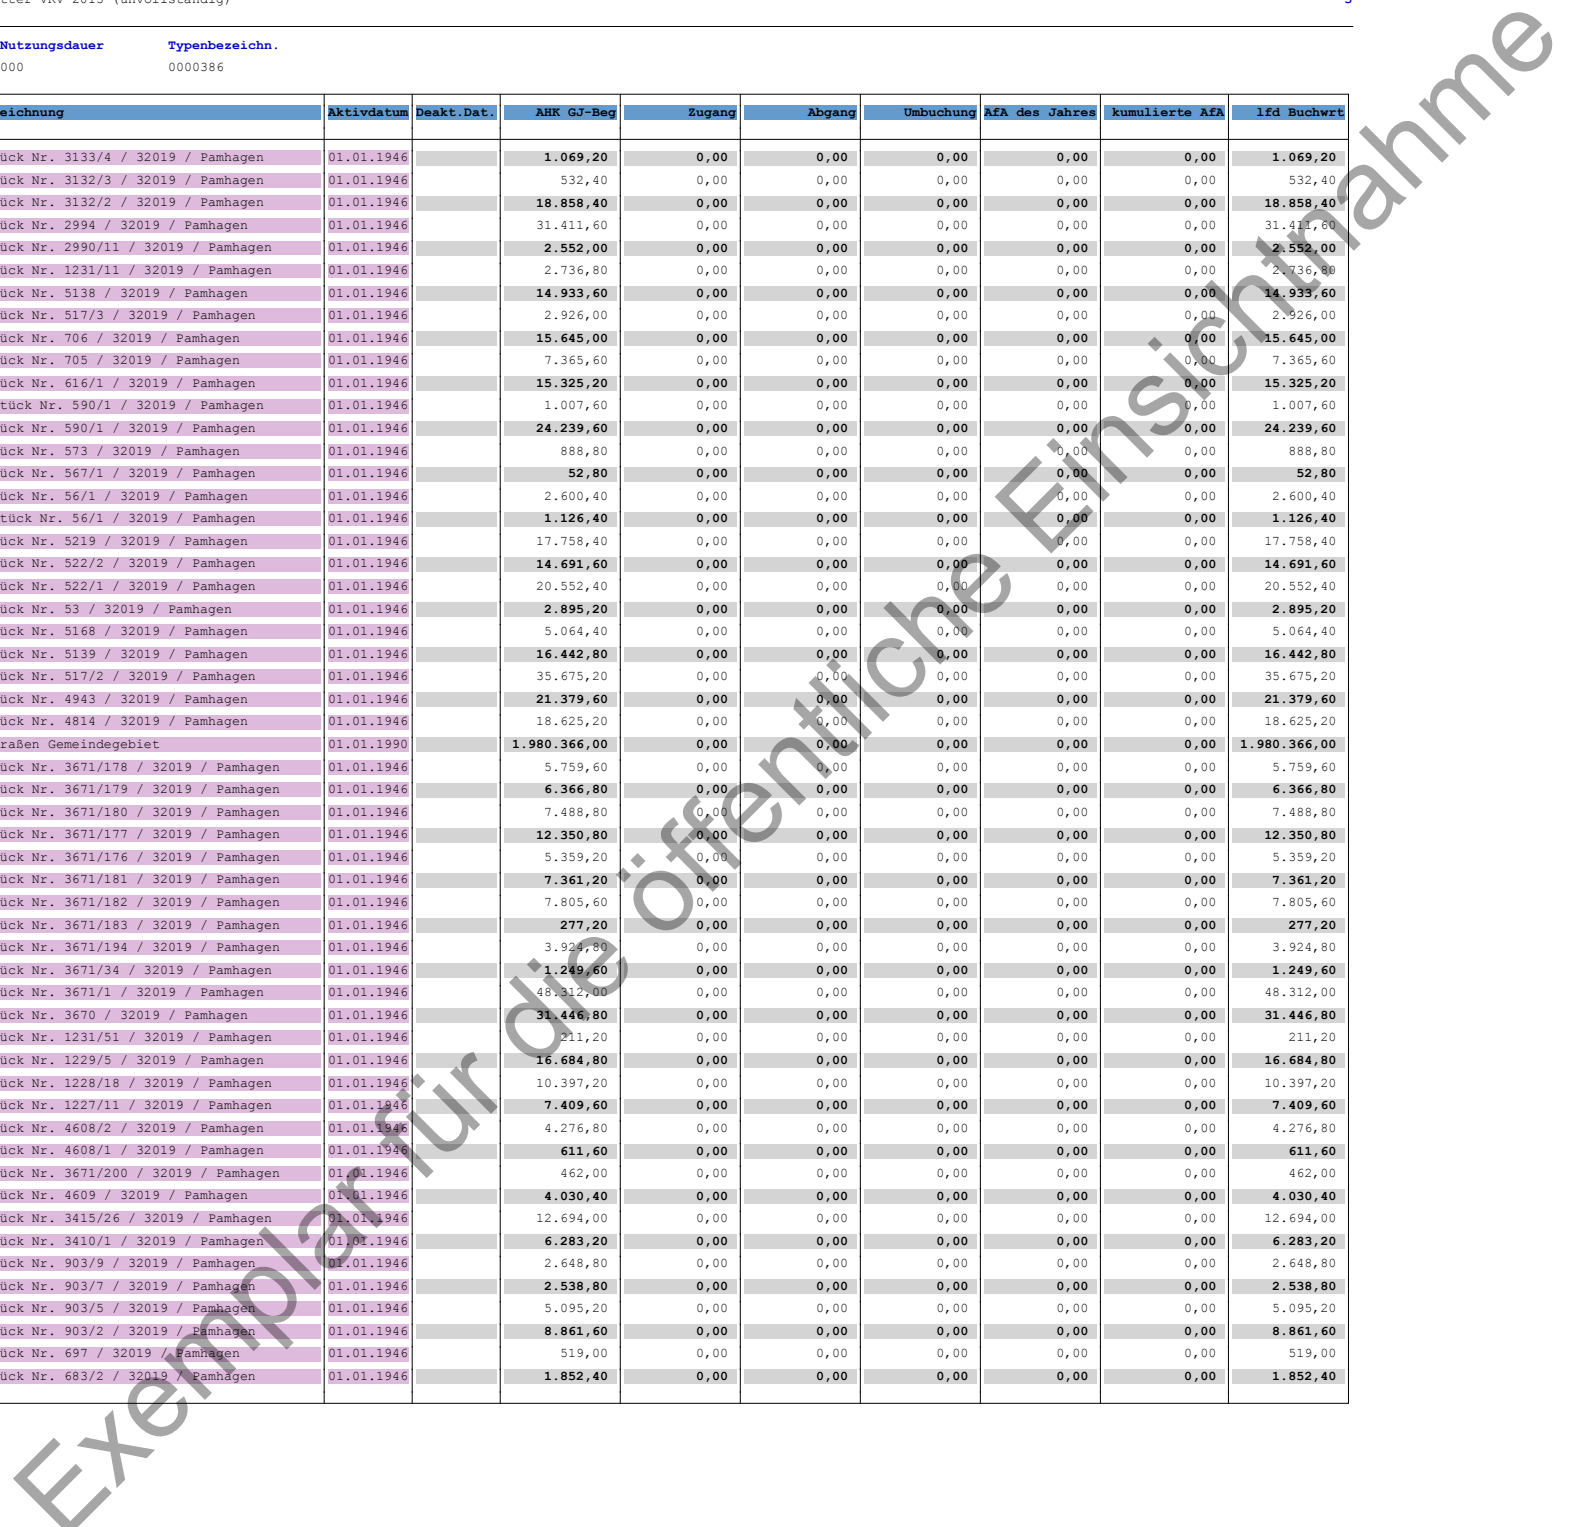 Nutzungsdauer Typenbezeichn.
000 0000386
eichnung Aktivdatum Deakt.Dat. AHK GJ-Beg Zugang Abgang Umbuchung AfA des Jahres kumulierte AfA lfd Buchwrt
ück Nr. 3133/4 / 32019 / Pamhagen 01.01.1946 1.069,20 0,00 0,00 0,00 0,00 0,00 1.069,20
ück Nr. 3132/3 / 32019 / Pamhagen 01.01.1946 532,40 0,00 0,00 0,00 0,00 0,00 532,40
ück Nr. 3132/2 / 32019 / Pamhagen 01.01.1946 18.858,40 0,00 0,00 0,00 0,00 0,00 18.858,40
ück Nr. 2994 / 32019 / Pamhagen 01.01.1946 31.411,60 0,00 0,00 0,00 0,00 0,00 31.411,60
ück Nr. 2990/11 / 32019 / Pamhagen 01.01.1946 2.552,00 0,00 0,00 0,00 0,00 0,00 2.552,00
ück Nr. 1231/11 / 32019 / Pamhagen 01.01.1946 2.736,80 0,00 0,00 0,00 0,00 0,00 2.736,80
ück Nr. 5138 / 32019 / Pamhagen 01.01.1946 14.933,60 0,00 0,00 0,00 0,00 0,00 14.933,60
ück Nr. 517/3 / 32019 / Pamhagen 01.01.1946 2.926,00 0,00 0,00 0,00 0,00 0,00 2.926,00
ück Nr. 706 / 32019 / Pamhagen 01.01.1946 15.645,00 0,00 0,00 0,00 0,00 0,00 15.645,00
ück Nr. 705 / 32019 / Pamhagen 01.01.1946 7.365,60 0,00 0,00 0,00 0,00 0,00 7.365,60
ück Nr. 616/1 / 32019 / Pamhagen 01.01.1946 15.325,20 0,00 0,00 0,00 0,00 0,00 15.325,20
tück Nr. 590/1 / 32019 / Pamhagen 01.01.1946 1.007,60 0,00 0,00 0,00 0,00 0,00 1.007,60
ück Nr. 590/1 / 32019 / Pamhagen 01.01.1946 24.239,60 0,00 0,00 0,00 0,00 0,00 24.239,60
ück Nr. 573 / 32019 / Pamhagen 01.01.1946 888,80 0,00 0,00 0,00 0,00 0,00 888,80
ück Nr. 567/1 / 32019 / Pamhagen 01.01.1946 52,80 0,00 0,00 0,00 0,00 0,00 52,80
ück Nr. 56/1 / 32019 / Pamhagen 01.01.1946 2.600,40 0,00 0,00 0,00 0,00 0,00 2.600,40
tück Nr. 56/1 / 32019 / Pamhagen 01.01.1946 1.126,40 0,00 0,00 0,00 0,00 0,00 1.126,40
ück Nr. 5219 / 32019 / Pamhagen 01.01.1946 17.758,40 0,00 0,00 0,00 0,00 0,00 17.758,40
ück Nr. 522/2 / 32019 / Pamhagen 01.01.1946 14.691,60 0,00 0,00 0,00 0,00 0,00 14.691,60
ück Nr. 522/1 / 32019 / Pamhagen 01.01.1946 20.552,40 0,00 0,00 0,00 0,00 0,00 20.552,40
ück Nr. 53 / 32019 / Pamhagen 01.01.1946 2.895,20 0,00 0,00 0,00 0,00 0,00 2.895,20
ück Nr. 5168 / 32019 / Pamhagen 01.01.1946 5.064,40 0,00 0,00 0,00 0,00 0,00 5.064,40
ück Nr. 5139 / 32019 / Pamhagen 01.01.1946 16.442,80 0,00 0,00 0,00 0,00 0,00 16.442,80
ück Nr. 517/2 / 32019 / Pamhagen 01.01.1946 35.675,20 0,00 0,00 0,00 0,00 0,00 35.675,20
ück Nr. 4943 / 32019 / Pamhagen 01.01.1946 21.379,60 0,00 0,00 0,00 0,00 0,00 21.379,60
ück Nr. 4814 / 32019 / Pamhagen 01.01.1946 18.625,20 0,00 0,00 0,00 0,00 0,00 18.625,20
raßen Gemeindegebiet 01.01.1990 1.980.366,00 0,00 0,00 0,00 0,00 0,00 1.980.366,00
ück Nr. 3671/178 / 32019 / Pamhagen 01.01.1946 5.759,60 0,00 0,00 0,00 0,00 0,00 5.759,60
ück Nr. 3671/179 / 32019 / Pamhagen 01.01.1946 6.366,80 0,00 0,00 0,00 0,00 0,00 6.366,80
ück Nr. 3671/180 / 32019 / Pamhagen 01.01.1946 7.488,80 0,00 0,00 0,00 0,00 0,00 7.488,80
ück Nr. 3671/177 / 32019 / Pamhagen 01.01.1946 12.350,80 0,00 0,00 0,00 0,00 0,00 12.350,80
ück Nr. 3671/176 / 32019 / Pamhagen 01.01.1946 5.359,20 0,00 0,00 0,00 0,00 0,00 5.359,20
ück Nr. 3671/181 / 32019 / Pamhagen 01.01.1946 7.361,20 0,00 0,00 0,00 0,00 0,00 7.361,20
ück Nr. 3671/182 / 32019 / Pamhagen 01.01.1946 7.805,60 0,00 0,00 0,00 0,00 0,00 7.805,60
ück Nr. 3671/183 / 32019 / Pamhagen 01.01.1946 277,20 0,00 0,00 0,00 0,00 0,00 277,20
ück Nr. 3671/194 / 32019 / Pamhagen 01.01.1946 3.924,80 0,00 0,00 0,00 0,00 0,00 3.924,80
ück Nr. 3671/34 / 32019 / Pamhagen 01.01.1946 1.249,60 0,00 0,00 0,00 0,00 0,00 1.249,60
ück Nr. 3671/1 / 32019 / Pamhagen 01.01.1946 48.312,00 0,00 0,00 0,00 0,00 0,00 48.312,00
ück Nr. 3670 / 32019 / Pamhagen 01.01.1946 31.446,80 0,00 0,00 0,00 0,00 0,00 31.446,80
ück Nr. 1231/51 / 32019 / Pamhagen 01.01.1946 211,20 0,00 0,00 0,00 0,00 0,00 211,20
ück Nr. 1229/5 / 32019 / Pamhagen 01.01.1946 16.684,80 0,00 0,00 0,00 0,00 0,00 16.684,80
ück Nr. 1228/18 / 32019 / Pamhagen 01.01.1946 10.397,20 0,00 0,00 0,00 0,00 0,00 10.397,20
ück Nr. 1227/11 / 32019 / Pamhagen 01.01.1946 7.409,60 0,00 0,00 0,00 0,00 0,00 7.409,60
ück Nr. 4608/2 / 32019 / Pamhagen 01.01.1946 4.276,80 0,00 0,00 0,00 0,00 0,00 4.276,80
ück Nr. 4608/1 / 32019 / Pamhagen 01.01.1946 611,60 0,00 0,00 0,00 0,00 0,00 611,60
ück Nr. 3671/200 / 32019 / Pamhagen 01.01.1946 462,00 0,00 0,00 0,00 0,00 0,00 462,00
ück Nr. 4609 / 32019 / Pamhagen 01.01.1946 4.030,40 0,00 0,00 0,00 0,00 0,00 4.030,40
ück Nr. 3415/26 / 32019 / Pamhagen 01.01.1946 12.694,00 0,00 0,00 0,00 0,00 0,00 12.694,00
ück Nr. 3410/1 / 32019 / Pamhagen 01.01.1946 6.283,20 0,00 0,00 0,00 0,00 0,00 6.283,20
ück Nr. 903/9 / 32019 / Pamhagen 01.01.1946 2.648,80 0,00 0,00 0,00 0,00 0,00 2.648,80
ück Nr. 903/7 / 32019 / Pamhagen 01.01.1946 2.538,80 0,00 0,00 0,00 0,00 0,00 2.538,80
ück Nr. 903/5 / 32019 / Pamhagen 01.01.1946 5.095,20 0,00 0,00 0,00 0,00 0,00 5.095,20
ück Nr. 903/2 / 32019 / Pamhagen 01.01.1946 8.861,60 0,00 0,00 0,00 0,00 0,00 8.861,60
ück Nr. 697 / 32019 / Pamhagen 01.01.1946 519,00 0,00 0,00 0,00 0,00 0,00 519,00
ück Nr. 683/2 / 32019 / Pamhagen 01.01.1946 1.852,40 0,00 0,00 0,00 0,00 0,00 1.852,40
Exemplar für die öffentliche Einsichtnahme